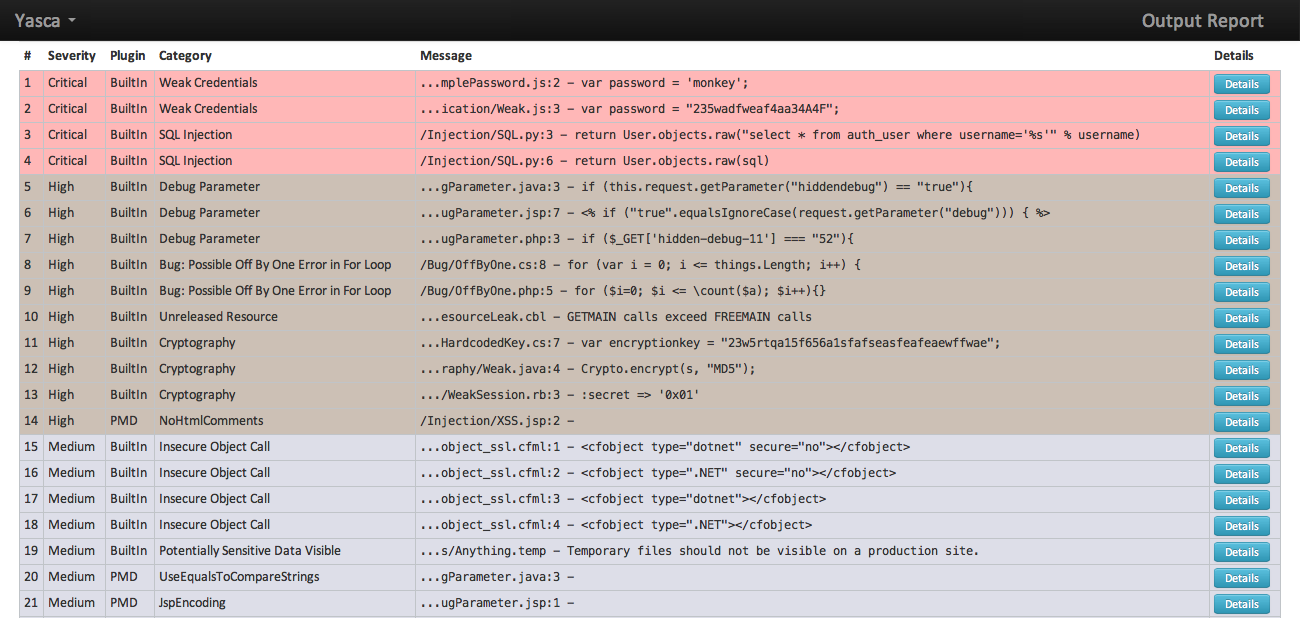 Yasca Output Report
# Severity Plugin Category Message Details
1 Critical BuiltIn Weak Credentials ...mplePassword.js:2 – var password = 'monkey'; Details
2 Critical BuiltIn Weak Credentials ...ication/Weak.js:3 – var password = "235wadfweaf4aa34A4F"; Details
3 Critical BuiltIn SQL Injection /Injection/SQL.py:3 – return User.objects.raw("select * from auth_user where username='%s'" % username) Details
4 Critical BuiltIn SQL Injection /Injection/SQL.py:6 – return User.objects.raw(sql) Details
5 High BuiltIn Debug Parameter ...gParameter.java:3 – if (this.request.getParameter("hiddendebug") == "true"){ Details
6 High BuiltIn Debug Parameter ...ugParameter.jsp:7 – <% if ("true".equalsIgnoreCase(request.getParameter("debug"))) { %> Details
7 High BuiltIn Debug Parameter ...ugParameter.php:3 – if ($_GET['hidden-debug-11'] === "52"){ Details
8 High BuiltIn Bug: Possible Off By One Error in For Loop /Bug/OffByOne.cs:8 – for (var i = 0; i <= things.Length; i++) { Details
9 High BuiltIn Bug: Possible Off By One Error in For Loop /Bug/OffByOne.php:5 – for ($i=0; $i <= \count($a); $i++){} Details
10 High BuiltIn Unreleased Resource ...esourceLeak.cbl – GETMAIN calls exceed FREEMAIN calls Details
11 High BuiltIn Cryptography ...HardcodedKey.cs:7 – var encryptionkey = "23w5rtqa15f656a1sfafseasfeafeaewffwae"; Details
12 High BuiltIn Cryptography ...raphy/Weak.java:4 – Crypto.encrypt(s, "MD5"); Details
13 High BuiltIn Cryptography .../WeakSession.rb:3 – :secret => '0x01' Details
14 High PMD NoHtmlComments /Injection/XSS.jsp:2 – Details
15 Medium BuiltIn Insecure Object Call ...object_ssl.cfml:1 – <cfobject type="dotnet" secure="no"></cfobject> Details
16 Medium BuiltIn Insecure Object Call ...object_ssl.cfml:2 – <cfobject type=".NET" secure="no"></cfobject> Details
17 Medium BuiltIn Insecure Object Call ...object_ssl.cfml:3 – <cfobject type="dotnet"></cfobject> Details
18 Medium BuiltIn Insecure Object Call ...object_ssl.cfml:4 – <cfobject type=".NET"></cfobject> Details
19 Medium BuiltIn Potentially Sensitive Data Visible ...s/Anything.temp – Temporary files should not be visible on a production site. Details
20 Medium PMD UseEqualsToCompareStrings ...gParameter.java:3 – Details
21 Medium PMD JspEncoding ...ugParameter.jsp:1 – Details